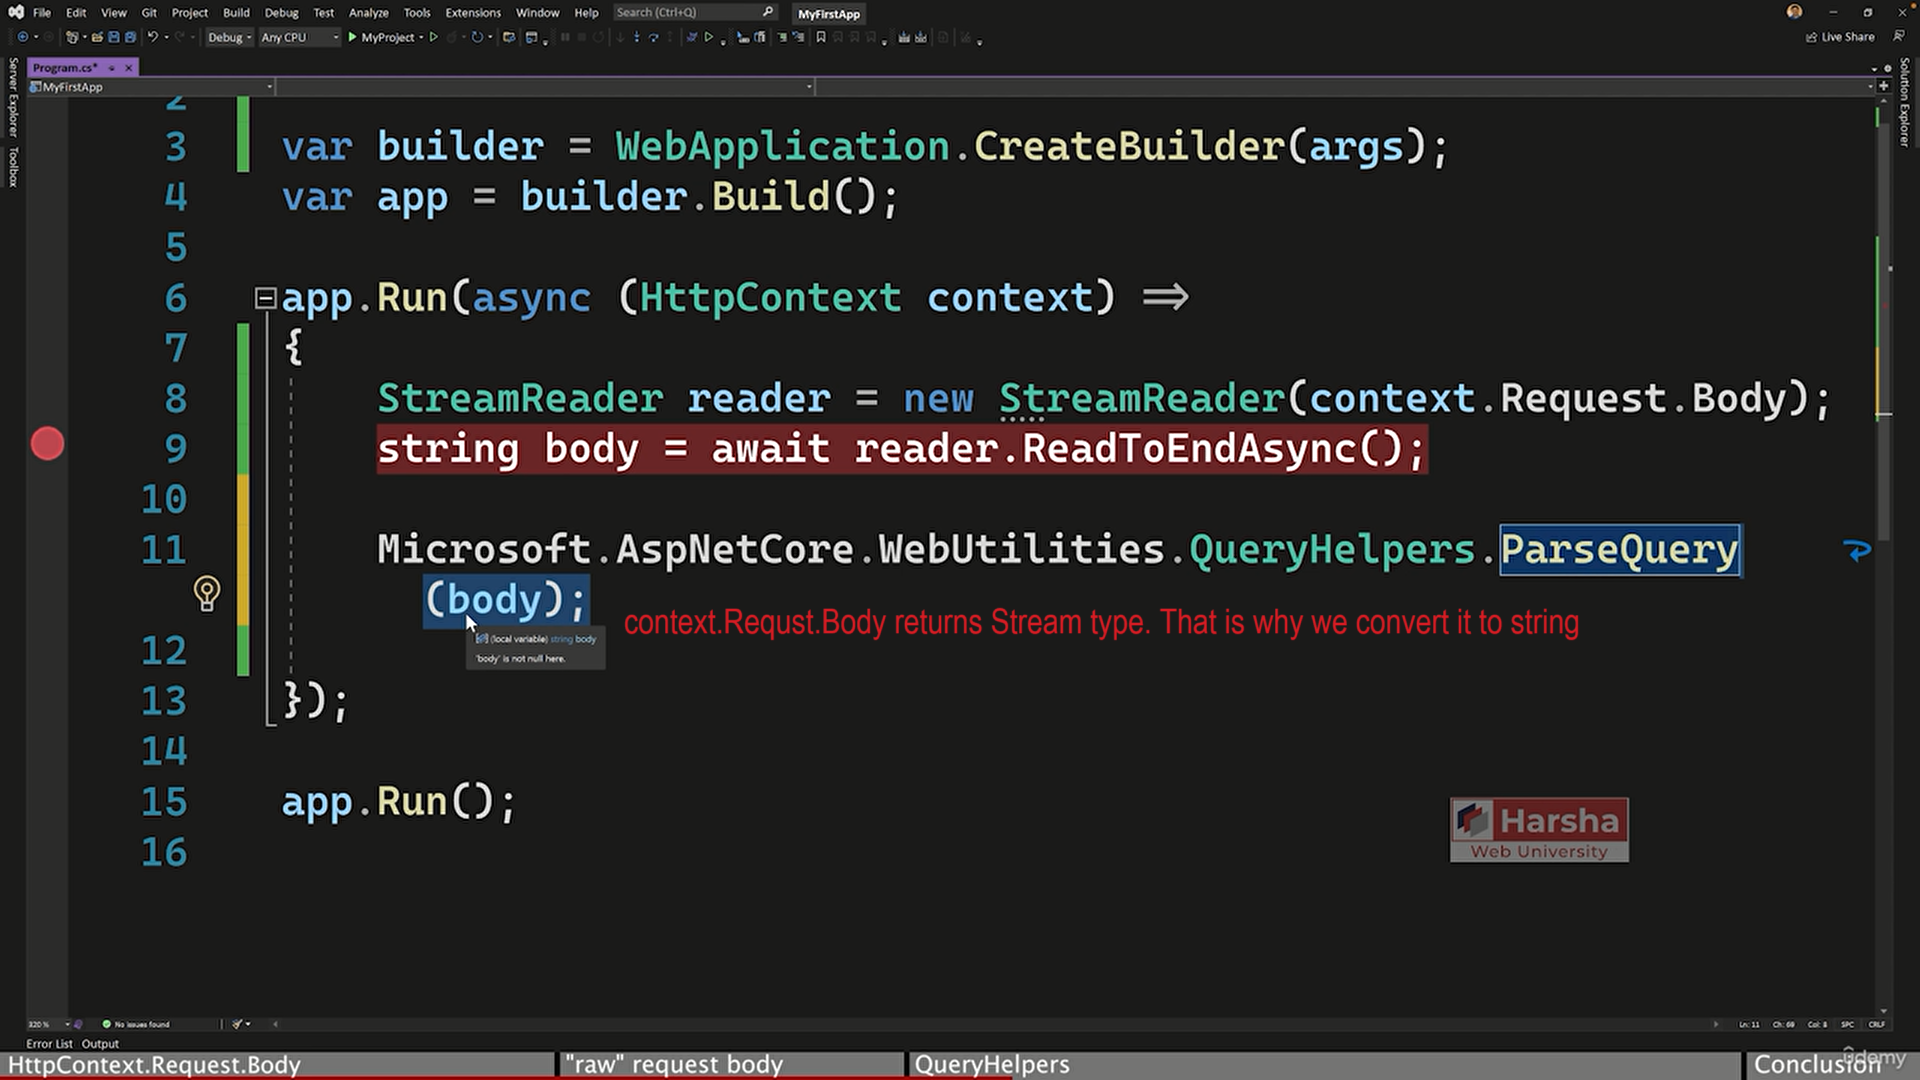 File Edit View Git Project Build Debug Test Analyze Tools Extensions Window Help Search (Ctrl+Q) MyFirstApp
Debug Any CPU MyProject Live Share
Program.cs*
MyFirstApp
Server Explorer
Toolbox
Solution Explorer
2
3 var builder = WebApplication.CreateBuilder(args);
4 var app = builder.Build();
5
6 app.Run(async (HttpContext context) =>
7 {
8 StreamReader reader = new StreamReader(context.Request.Body);
9 string body = await reader.ReadToEndAsync();
10
11 Microsoft.AspNetCore.WebUtilities.QueryHelpers.ParseQuery
(body);
context.Requst.Body returns Stream type. That is why we convert it to string
(local variable) string body
'body' is not null here.
12
13 });
14
15 app.Run();
16
Harsha
Web University
320 % No issues found Ln: 11 Ch: 69 Col: 8 SPC CRLF
Error List Output
HttpContext.Request.Body "raw" request body QueryHelpers Conclusion
ûdemy